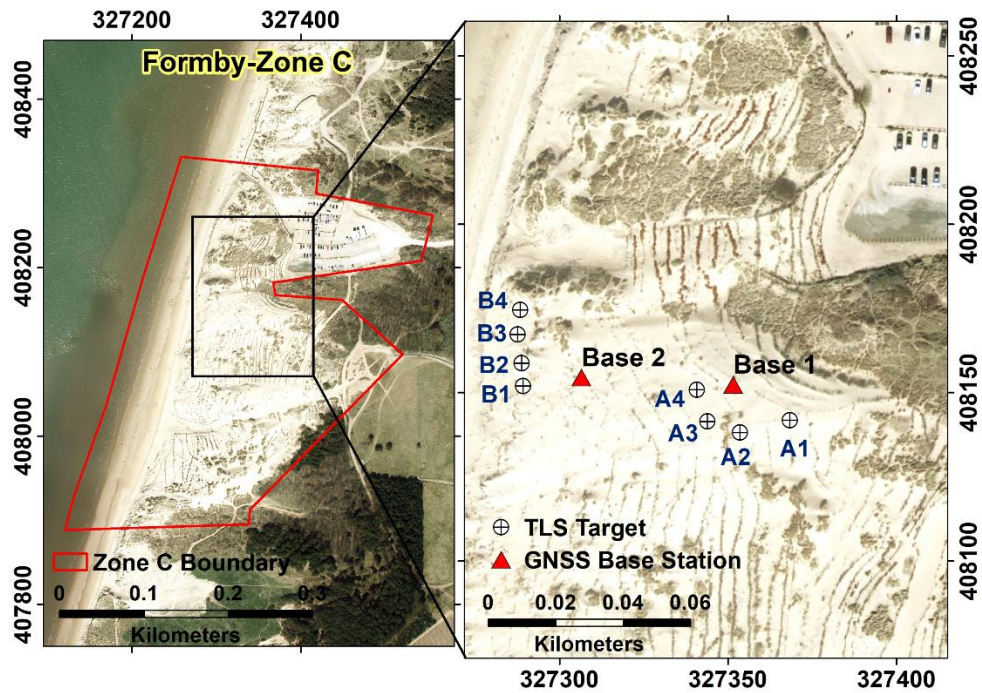 327200
327400
Formby-Zone C
408400
408200
408000
407800
Zone C Boundary
0
0.1
0.2
0.3
Kilometers
408250
408200
408150
408100
B4
B3
B2
B1
Base 2
Base 1
A4
A3
A2
A1
TLS Target
GNSS Base Station
0
0.02
0.04
0.06
Kilometers
327300
327350
327400